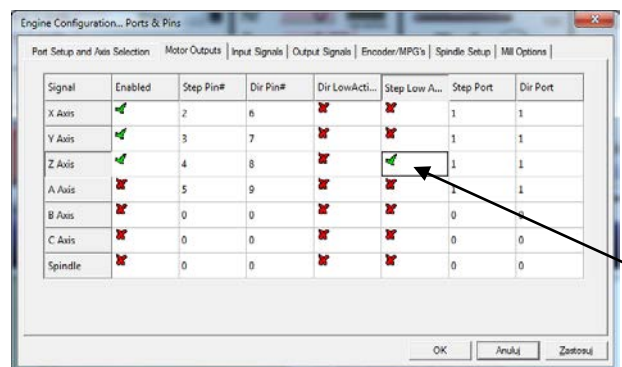 Engine Configuration... Ports & Pins
Port Setup and Axis Selection Motor Outputs Input Signals Output Signals Encoder/MPG's Spindle Setup Mill Options
Signal Enabled Step Pin# Dir Pin# Dir LowActi... Step Low A... Step Port Dir Port
X Axis 2 6 1 1
Y Axis 3 7 1 1
Z Axis 4 8 1 1
A Axis 5 9 1 1
B Axis 0 0 0 0
C Axis 0 0 0 0
Spindle 0 0 0 0
OK Anuluj Zastosuj